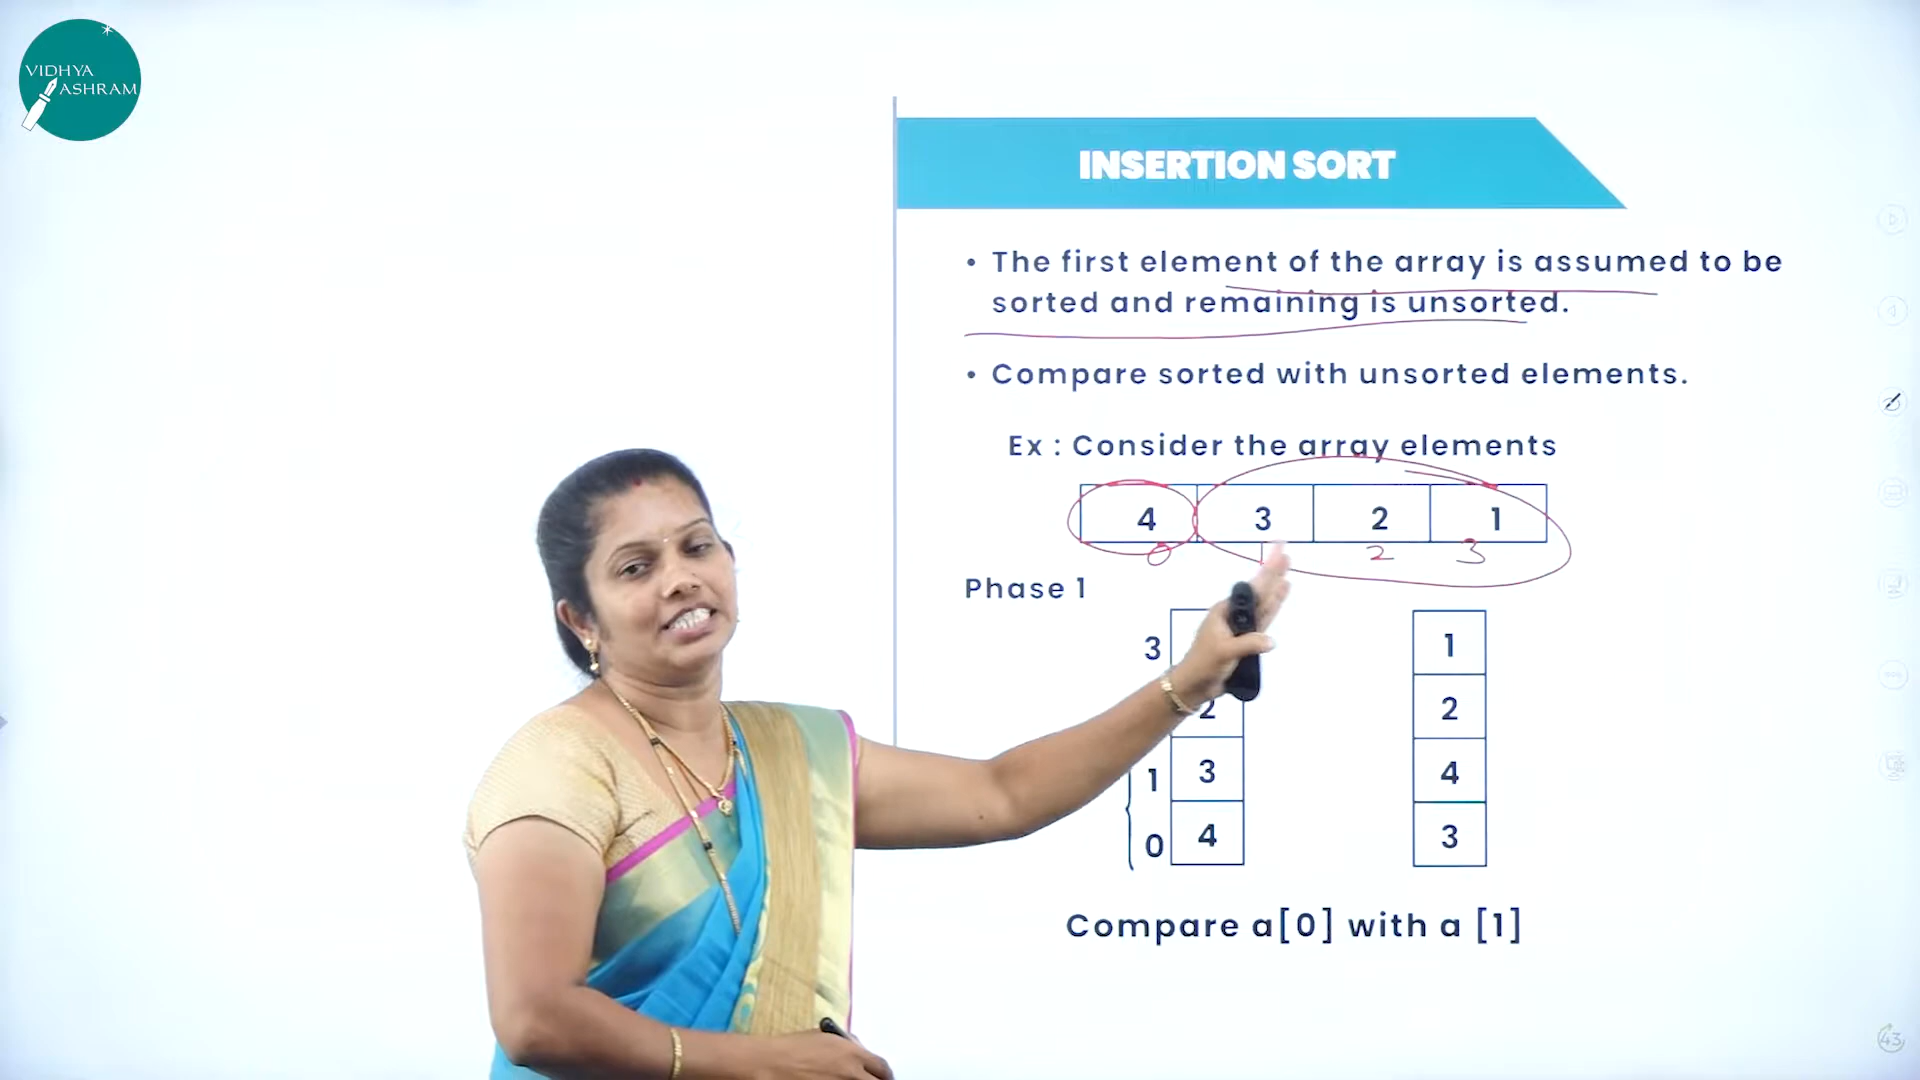 VIDHYA
ASHRAM
INSERTION SORT
• The first element of the array is assumed to be
sorted and remaining is unsorted.
• Compare sorted with unsorted elements.
Ex : Consider the array elements
4 3 2 1
0 2 3
Phase 1
3 1
2 2
1 3 4
0 4 3
Compare a[0] with a [1]
43